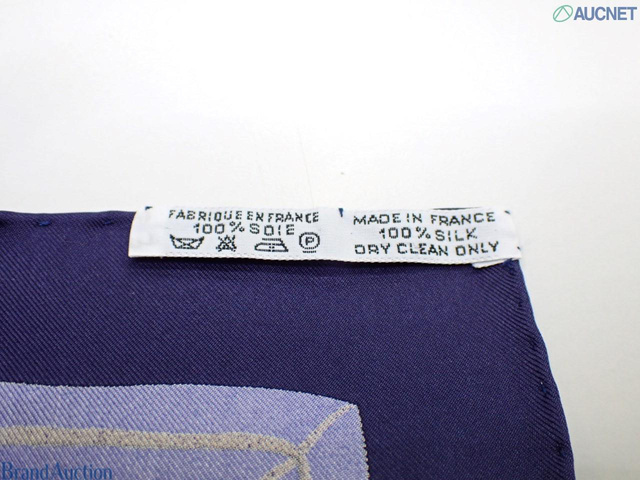 AUCNET
FABRIQUE EN FRANCE
100% SOIE
P
MADE IN FRANCE
100% SILK
DRY CLEAN ONLY
Brand Auction